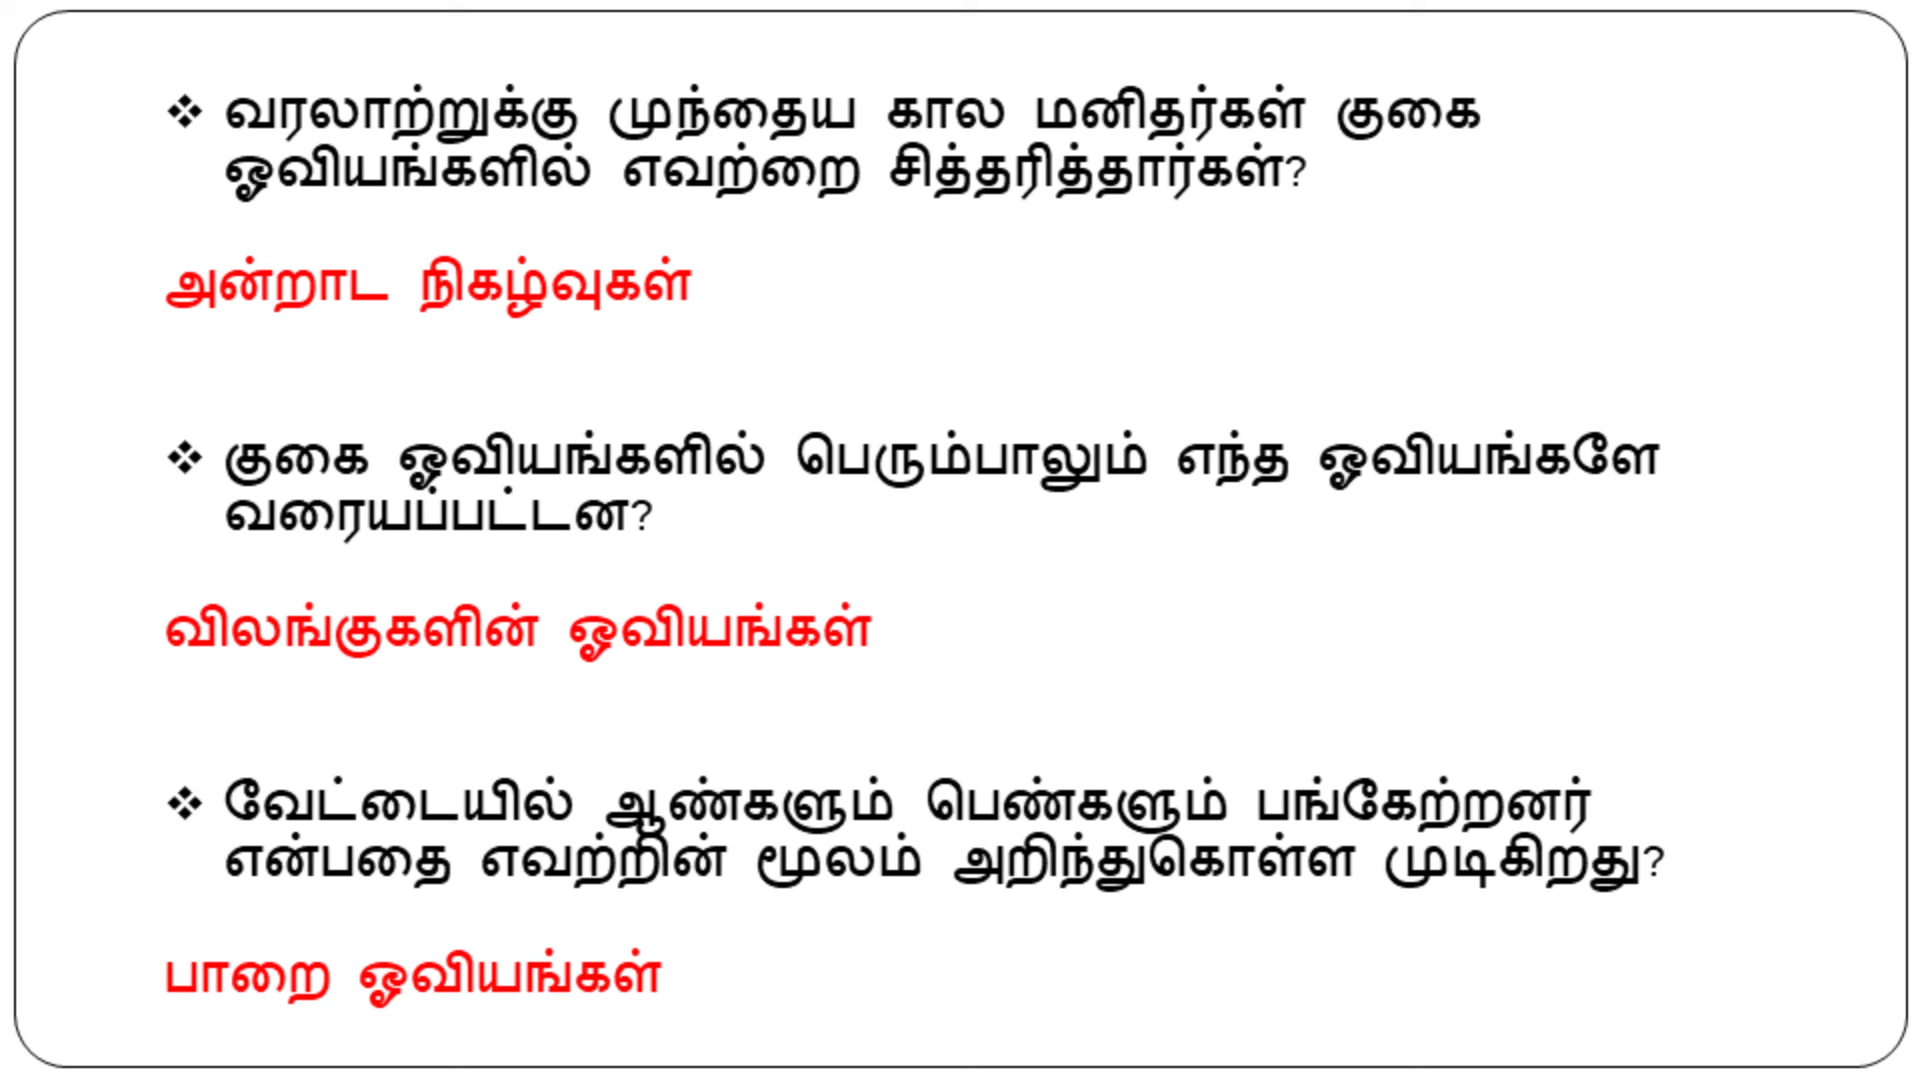 ❖ வரலாற்றுக்கு முந்தைய கால மனிதர்கள் குகை
ஓவியங்களில் எவற்றை சித்தரித்தார்கள்?
அன்றாட நிகழ்வுகள்
❖ குகை ஓவியங்களில் பெரும்பாலும் எந்த ஓவியங்களே
வரையப்பட்டன?
விலங்குகளின் ஓவியங்கள்
❖ வேட்டையில் ஆண்களும் பெண்களும் பங்கேற்றனர்
என்பதை எவற்றின் மூலம் அறிந்துகொள்ள முடிகிறது?
பாறை ஓவியங்கள்